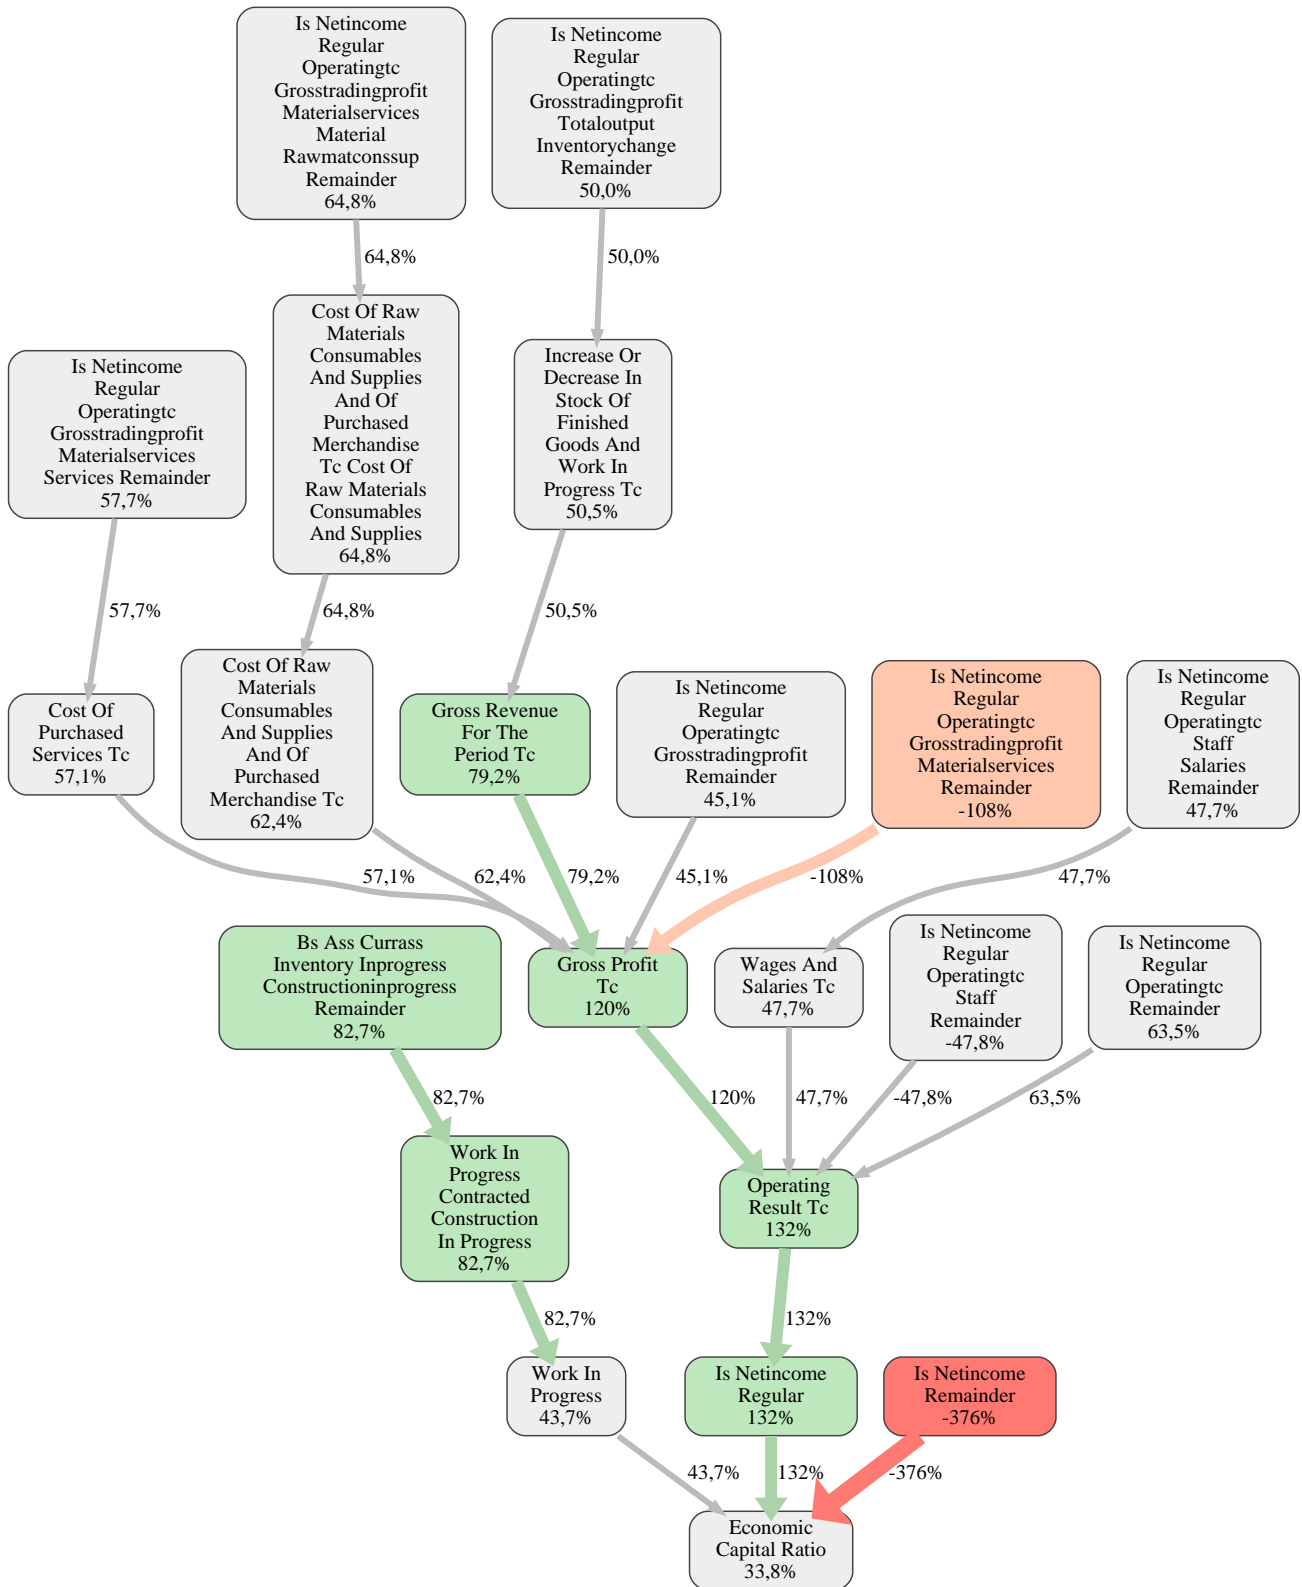 Is Netincome
Regular
Operatingtc
Grosstradingprofit
Materialservices
Material
Rawmatconssup
Remainder
64,8%
Is Netincome
Regular
Operatingtc
Grosstradingprofit
Totaloutput
Inventorychange
Remainder
50,0%
64,8%
50,0%
Is Netincome
Regular
Operatingtc
Grosstradingprofit
Materialservices
Services Remainder
57,7%
Cost Of Raw
Materials
Consumables
And Supplies
And Of
Purchased
Merchandise
Tc Cost Of
Raw Materials
Consumables
And Supplies
64,8%
Increase Or
Decrease In
Stock Of
Finished
Goods And
Work In
Progress Tc
50,5%
57,7%
64,8%
50,5%
Cost Of
Purchased
Services Tc
57,1%
Cost Of Raw
Materials
Consumables
And Supplies
And Of
Purchased
Merchandise Tc
62,4%
Gross Revenue
For The
Period Tc
79,2%
Is Netincome
Regular
Operatingtc
Grosstradingprofit
Remainder
45,1%
Is Netincome
Regular
Operatingtc
Grosstradingprofit
Materialservices
Remainder
-108%
Is Netincome
Regular
Operatingtc
Staff
Salaries
Remainder
47,7%
57,1%
62,4%
79,2%
45,1%
-108%
47,7%
Bs Ass Currass
Inventory Inprogress
Constructioninprogress
Remainder
82,7%
Gross Profit
Tc
120%
Wages And
Salaries Tc
47,7%
Is Netincome
Regular
Operatingtc
Staff
Remainder
-47,8%
Is Netincome
Regular
Operatingtc
Remainder
63,5%
82,7%
120%
47,7%
-47,8%
63,5%
Work In
Progress
Contracted
Construction
In Progress
82,7%
Operating
Result Tc
132%
82,7%
132%
Work In
Progress
43,7%
Is Netincome
Regular
132%
Is Netincome
Remainder
-376%
43,7%
132%
-376%
Economic
Capital Ratio
33,8%